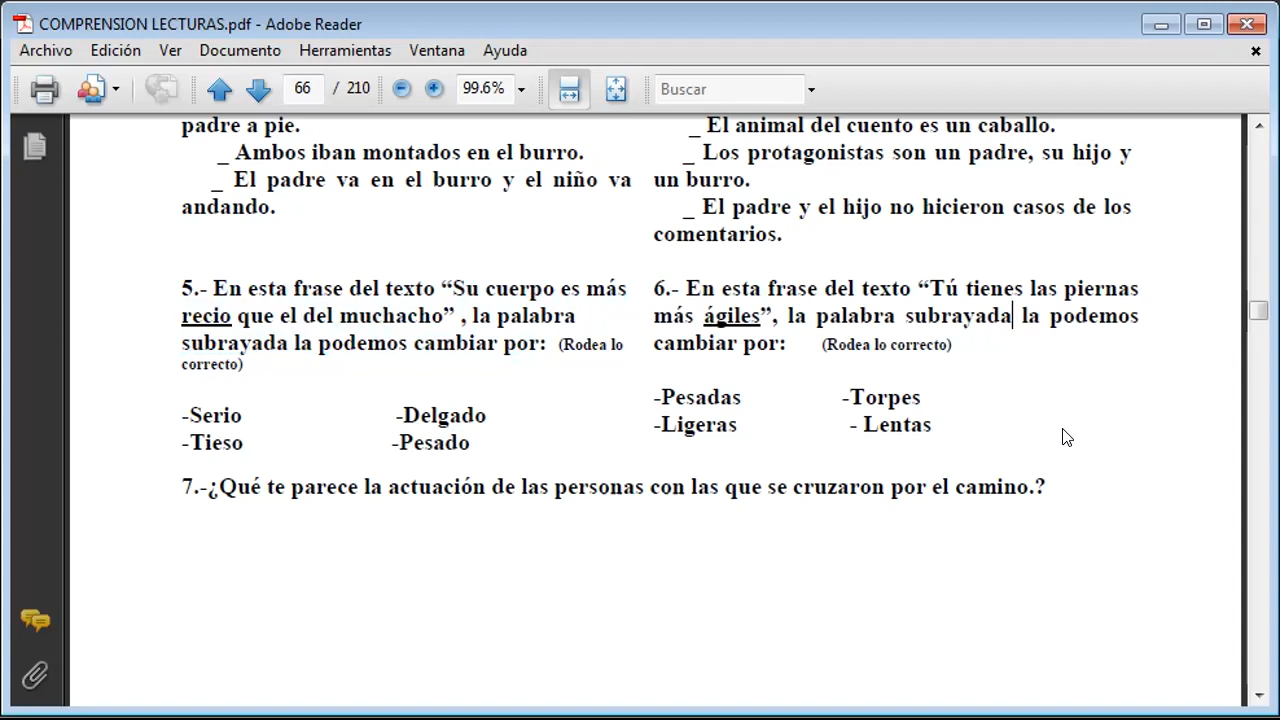 COMPRENSION LECTURAS.pdf - Adobe Reader
Archivo Edición Ver Documento Herramientas Ventana Ayuda
66 / 210 99.6% Buscar
padre a pie.
_ Ambos iban montados en el burro.
_ El padre va en el burro y el niño va
andando.
_ El animal del cuento es un caballo.
_ Los protagonistas son un padre, su hijo y
un burro.
_ El padre y el hijo no hicieron casos de los
comentarios.
5.- En esta frase del texto “Su cuerpo es más
recio que el del muchacho” , la palabra
subrayada la podemos cambiar por: (Rodea lo
correcto)
-Serio -Delgado
-Tieso -Pesado
6.- En esta frase del texto “Tú tienes las piernas
más ágiles”, la palabra subrayada la podemos
cambiar por: (Rodea lo correcto)
-Pesadas -Torpes
-Ligeras - Lentas
7.-¿Qué te parece la actuación de las personas con las que se cruzaron por el camino.?